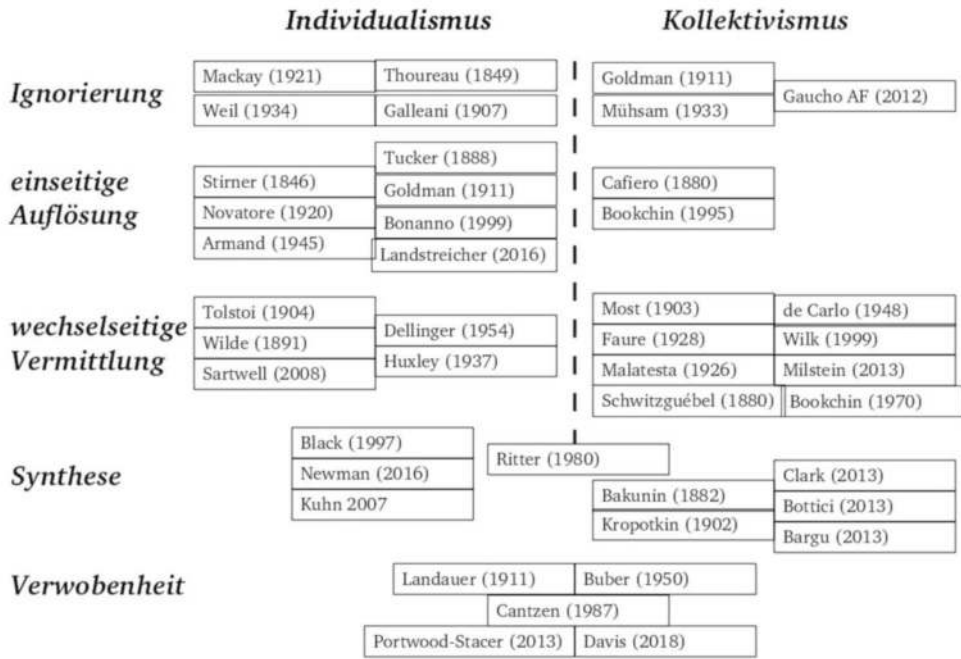 Individualismus Kollektivismus
Ignorierung
Mackay (1921) Thoureau (1849)
Weil (1934) Galleani (1907)
Goldman (1911)
Mühsam (1933)
Gaucho AF (2012)
einseitige
Auflösung
Stirner (1846)
Novatore (1920)
Armand (1945)
Tucker (1888)
Goldman (1911)
Bonanno (1999)
Landstreicher (2016)
Cafiero (1880)
Bookchin (1995)
wechselseitige
Vermittlung
Tolstoi (1904)
Wilde (1891)
Sartwell (2008)
Dellinger (1954)
Huxley (1937)
Most (1903) de Carlo (1948)
Faure (1928) Wilk (1999)
Malatesta (1926) Milstein (2013)
Schwitzguébel (1880) Bookchin (1970)
Synthese
Black (1997)
Newman (2016)
Kuhn 2007
Ritter (1980)
Bakunin (1882)
Kropotkin (1902)
Clark (2013)
Bottici (2013)
Bargu (2013)
Verwobenheit
Landauer (1911) Buber (1950)
Cantzen (1987)
Portwood-Stacer (2013) Davis (2018)